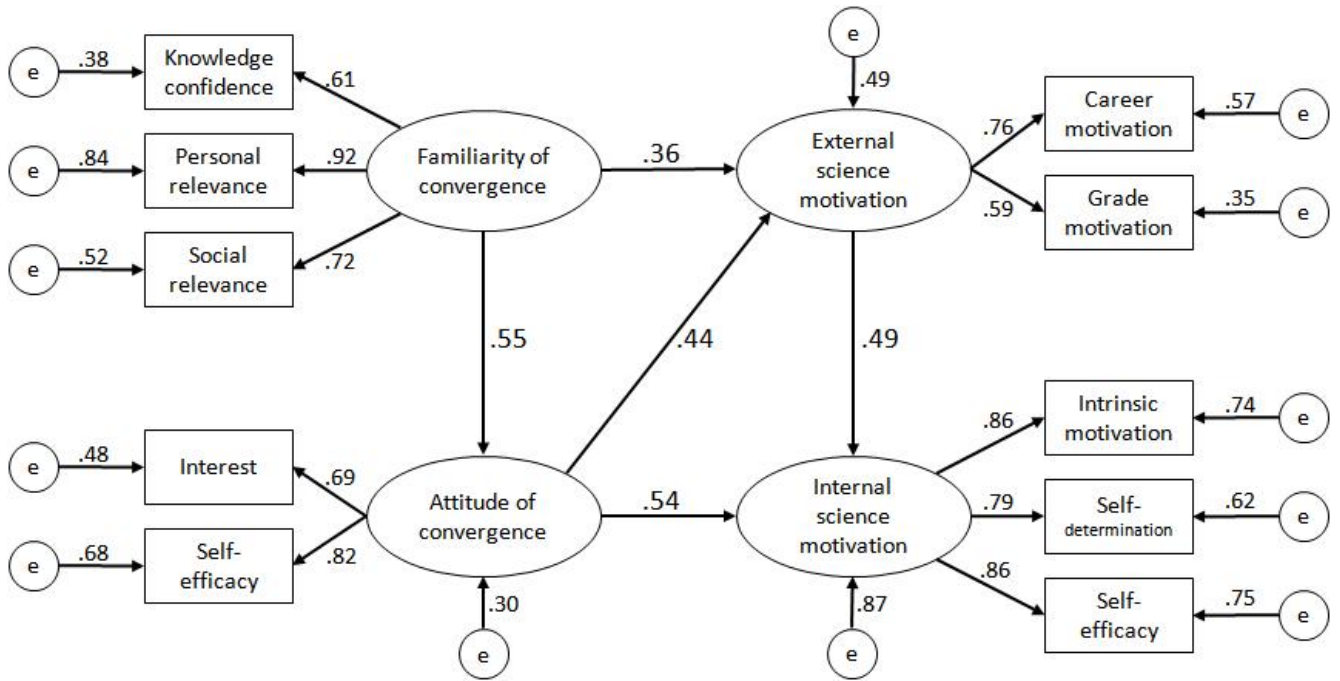 e
.38
Knowledge
confidence
.61
e
.84
Personal
relevance
.92
e
.52
Social
relevance
.72
Familiarity of
convergence
.36
e
.49
External
science
motivation
.76
Career
motivation
.57
e
.59
Grade
motivation
.35
e
.55
.44
.49
e
.48
Interest
.69
e
.68
Self-
efficacy
.82
Attitude of
convergence
.30
e
.54
Internal
science
motivation
.87
e
.86
Intrinsic
motivation
.74
e
.79
Self-
determination
.62
e
.86
Self-
efficacy
.75
e